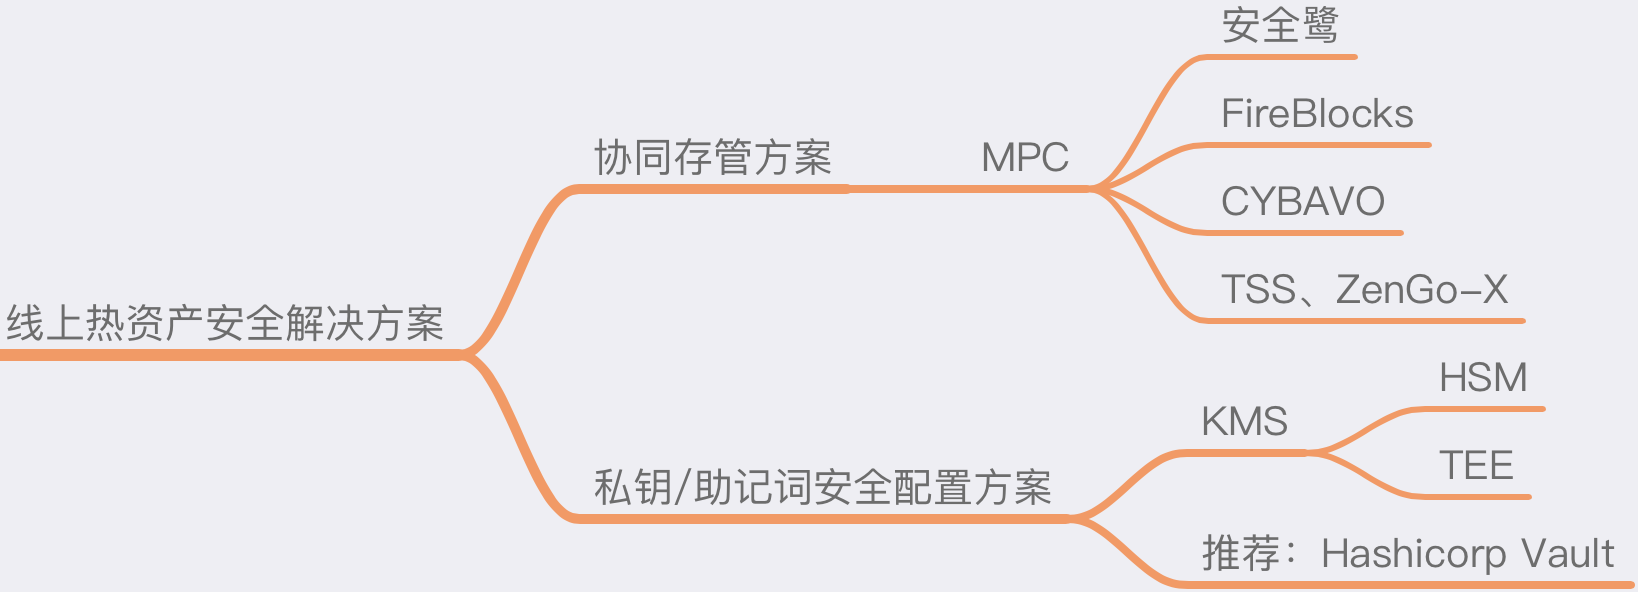 线上热资产安全解决方案
协同存管方案
MPC
安全鹭
FireBlocks
CYBAVO
TSS、ZenGo-X
私钥/助记词安全配置方案
KMS
HSM
TEE
推荐：Hashicorp Vault